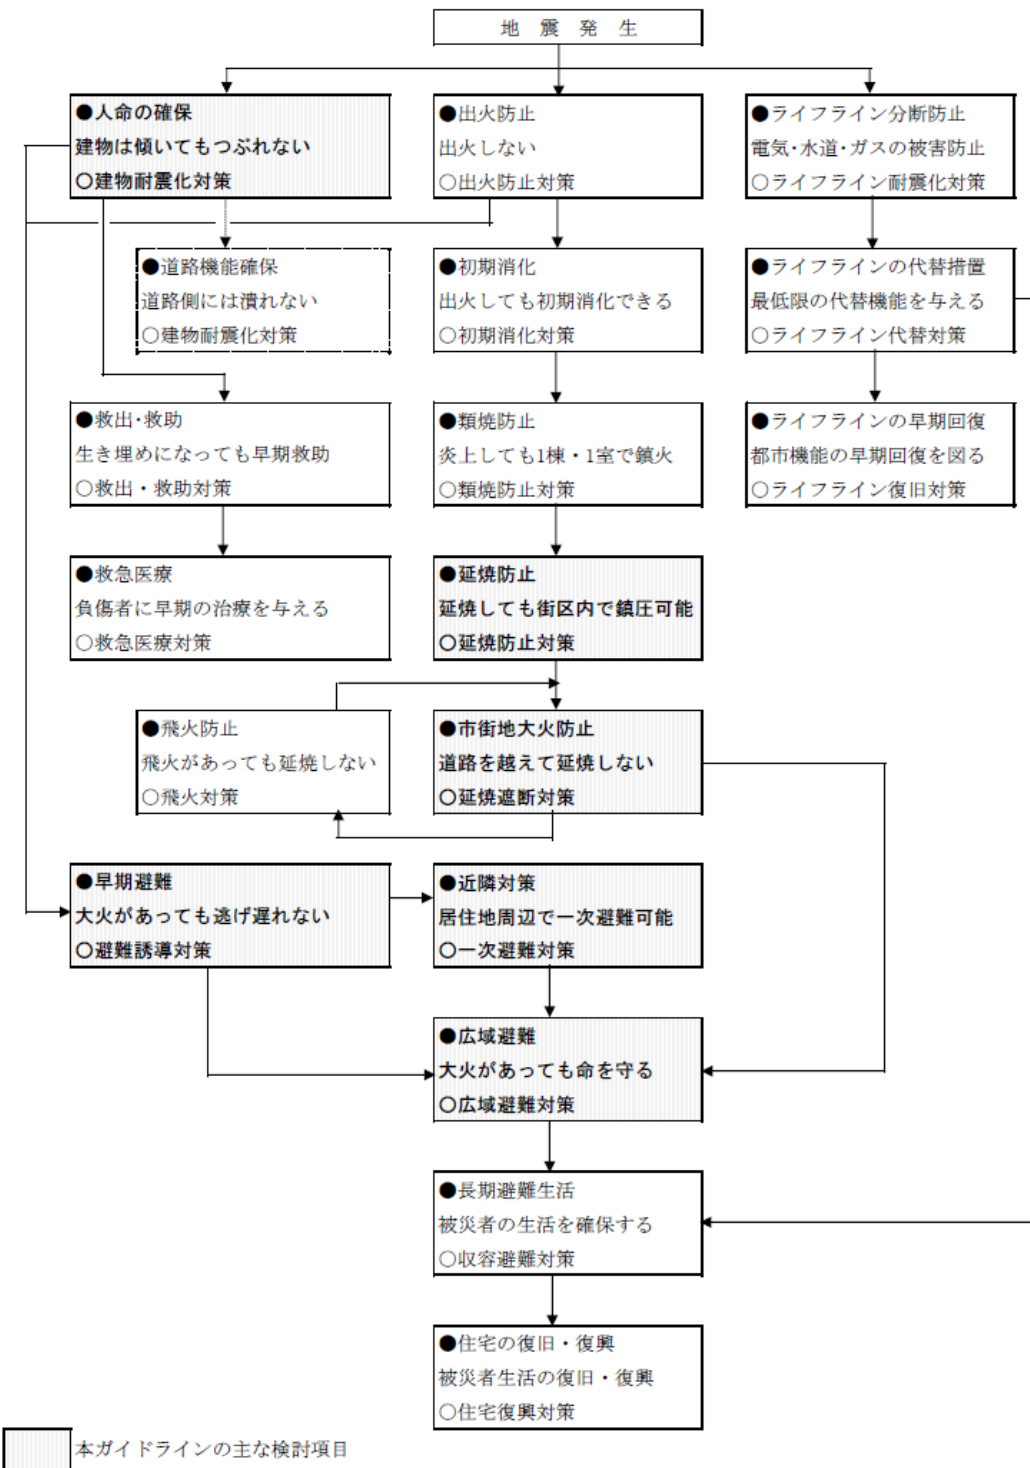 地 震 発 生
●人命の確保
建物は傾いてもつぶれない
○建物耐震化対策
●出火防止
出火しない
○出火防止対策
●ライフライン分断防止
電気・水道・ガスの被害防止
○ライフライン耐震化対策
●道路機能確保
道路側には潰れない
○建物耐震化対策
●初期消化
出火しても初期消化できる
○初期消化対策
●ライフラインの代替措置
最低限の代替機能を与える
○ライフライン代替対策
●救出・救助
生き埋めになっても早期救助
○救出・救助対策
●類焼防止
炎上しても1棟・1室で鎮火
○類焼防止対策
●ライフラインの早期回復
都市機能の早期回復を図る
○ライフライン復旧対策
●救急医療
負傷者に早期の治療を与える
○救急医療対策
●延焼防止
延焼しても街区内で鎮圧可能
○延焼防止対策
●飛火防止
飛火があっても延焼しない
○飛火対策
●市街地大火防止
道路を越えて延焼しない
○延焼遮断対策
●早期避難
大火があっても逃げ遅れない
○避難誘導対策
●近隣対策
居住地周辺で一次避難可能
○一次避難対策
●広域避難
大火があっても命を守る
○広域避難対策
●長期避難生活
被災者の生活を確保する
○収容避難対策
●住宅の復旧・復興
被災者生活の復旧・復興
○住宅復興対策
本ガイドラインの主な検討項目